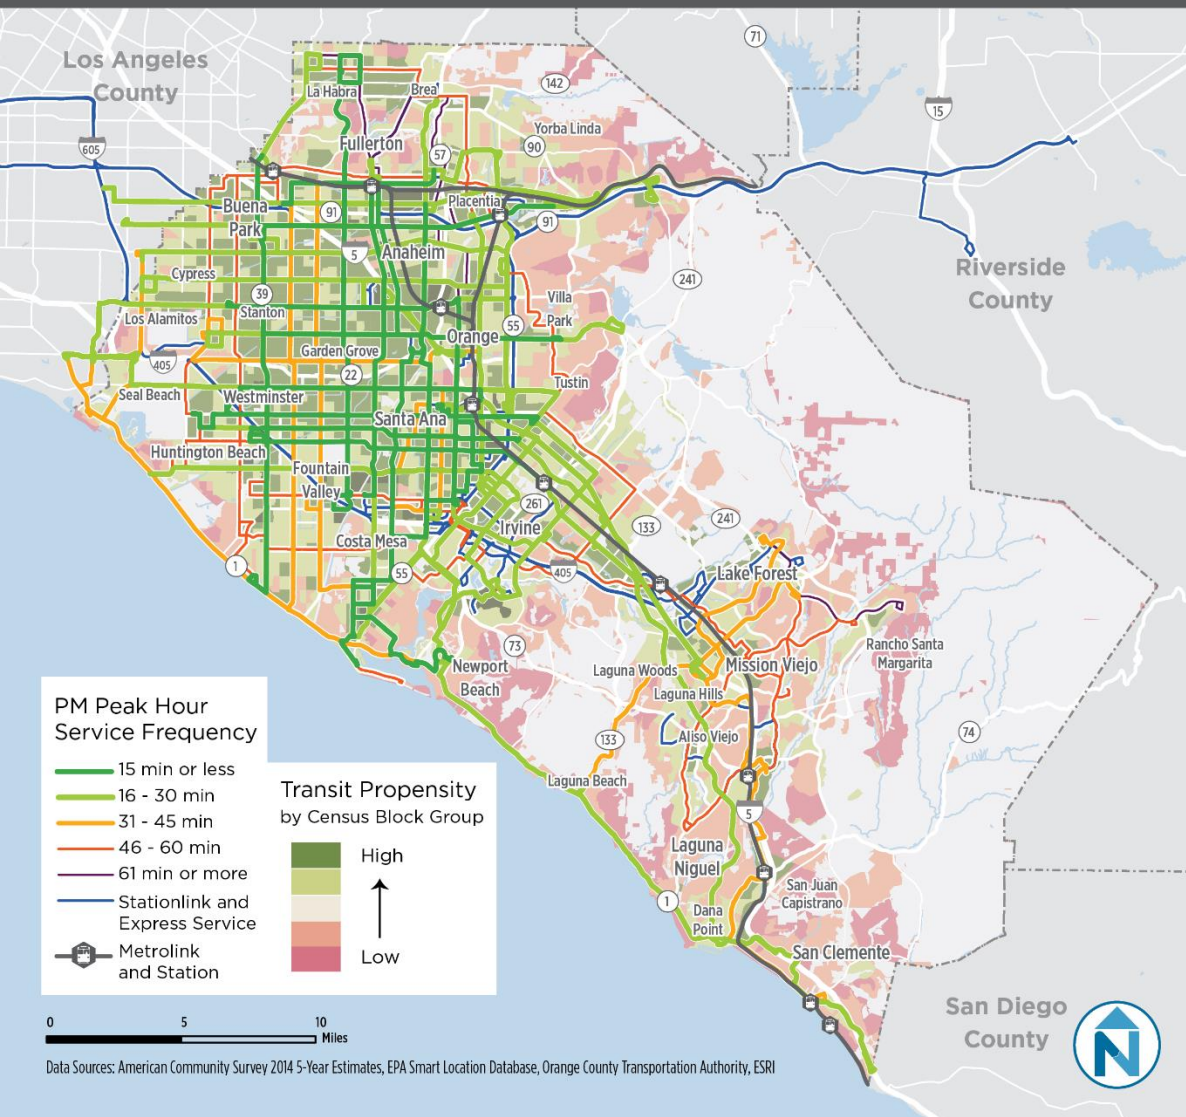 Los Angeles
County
71
142
15
605
La Habra
Brea
Yorba Linda
Fullerton
57
90
Buena
Park
91
Placentia
91
5
Anaheim
Cypress
Riverside
County
241
39
Los Alamitos
Stanton
Villa
Park
55
Orange
405
Garden Grove
22
Seal Beach
Westminster
Tustin
Santa Ana
Huntington Beach
Fountain
Valley
261
Irvine
133
241
Costa Mesa
1
55
405
Lake Forest
73
Rancho Santa
Margarita
Newport
Beach
Laguna Woods
Mission Viejo
Laguna Hills
133
Aliso Viejo
74
Laguna Beach
5
Laguna
Niguel
San Juan
Capistrano
1
Dana
Point
San Clemente
San Diego
County
PM Peak Hour
Service Frequency
15 min or less
16 - 30 min
31 - 45 min
46 - 60 min
61 min or more
Stationlink and
Express Service
Metrolink
and Station
Transit Propensity
by Census Block Group
High
Low
0 5 10
Miles
N
Data Sources: American Community Survey 2014 5-Year Estimates, EPA Smart Location Database, Orange County Transportation Authority, ESRI